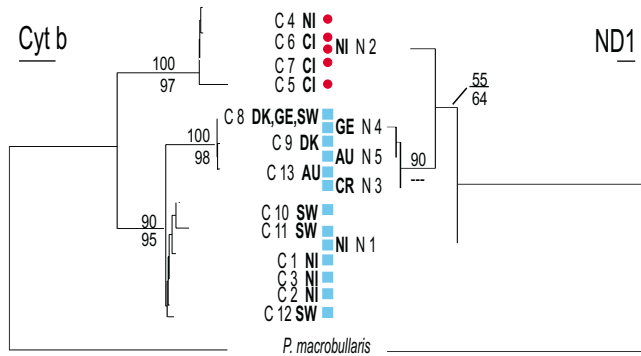 Cyt b
ND1
C 4 NI
C 6 CI
NI N 2
C 7 CI
C 5 CI
100
97
55
64
C 8 DK,GE,SW
GE N 4
C 9 DK
AU N 5
C 13 AU
CR N 3
100
98
90
---
C 10 SW
C 11 SW
NI N 1
90
95
C 1 NI
C 3 NI
C 2 NI
C 12 SW
P. macrobullaris